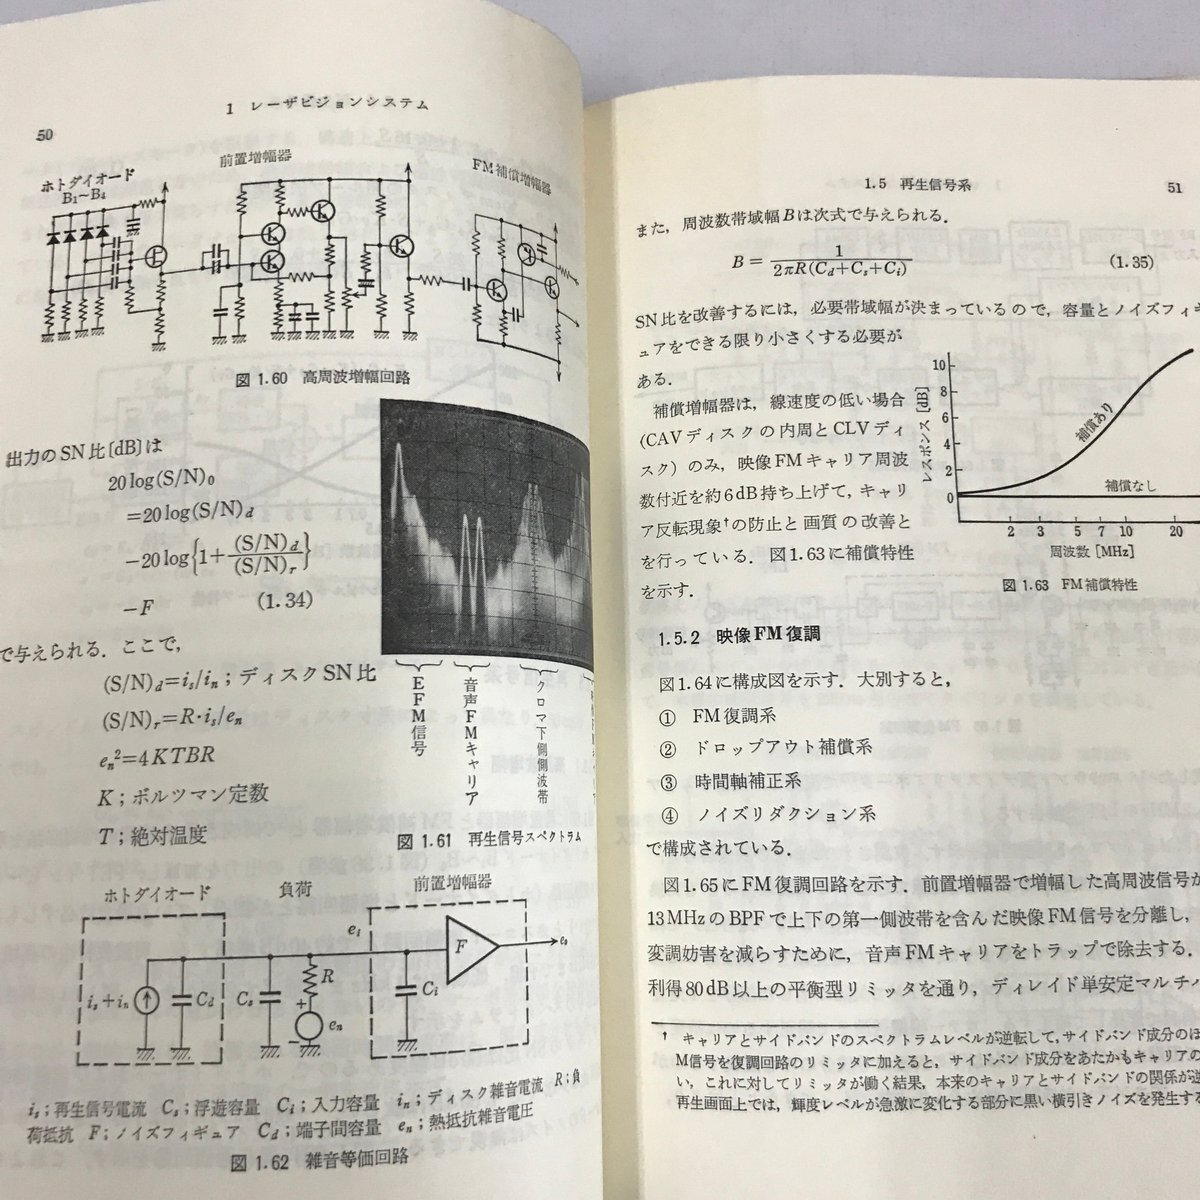 50
1 レーザビジョンシステム
ホトダイオード
B₁~B₄
前置増幅器
FM補償増幅器
図 1.60 高周波増幅回路
出力のSN比[dB]は
20log(S/N)₀
=20log(S/N)d
−20log{1+(S/N)d/(S/N)r}
−F (1.34)
で与えられる.ここで,
(S/N)d=is/in;ディスクSN比
(S/N)r=R·is/en
en²=4KTBR
K;ボルツマン定数
T;絶対温度
EFM信号
音声FMキャリア
クロマ下側側波帯
図 1.61 再生信号スペクトラム
ホトダイオード
負荷
前置増幅器
is+in
Cd
Cs
R
+
−
en
ei
Ci
F
e₀
is;再生信号電流 Cs;浮遊容量 Ci;入力容量 in;ディスク雑音電流 R;負
荷抵抗 F;ノイズフィギュア Cd;端子間容量 en;熱抵抗雑音電圧
図 1.62 雑音等価回路
1.5 再生信号系
51
また,周波数帯域幅Bは次式で与えられる.
B=1/2πR(Cd+Cs+Ci) (1.35)
SN比を改善するには,必要帯域幅が決まっているので,容量とノイズフィギ
ュアをできる限り小さくする必要が
ある.
補償増幅器は,線速度の低い場合
(CAVディスクの内周とCLVディ
スク)のみ,映像FMキャリア周波
数付近を約6dB持ち上げて,キャリ
ア反転現象†の防止と画質の改善と
を行っている.図1.63に補償特性
を示す.
レスポンス [dB]
10
8
6
4
2
0
補償あり
補償なし
2 3 5 7 10 20
周波数 [MHz]
図 1.63 FM補償特性
1.5.2 映像FM復調
図1.64に構成図を示す.大別すると,
① FM復調系
② ドロップアウト補償系
③ 時間軸補正系
④ ノイズリダクション系
で構成されている.
図1.65にFM復調回路を示す.前置増幅器で増幅した高周波信号が
13MHzのBPFで上下の第一側波帯を含んだ映像FM信号を分離し,
変調妨害を減らすために,音声FMキャリアをトラップで除去する.
利得80dB以上の平衡型リミッタを通り,ディレイド単安定マルチバ
† キャリアとサイドバンドのスペクトラムレベルが逆転して,サイドバンド成分のほ
M信号を復調回路のリミッタに加えると,サイドバンド成分をあたかもキャリアの
い,これに対してリミッタが働く結果,本来のキャリアとサイドバンドの関係が逆
再生画面上では,輝度レベルが急激に変化する部分に黒い横引きノイズを発生する